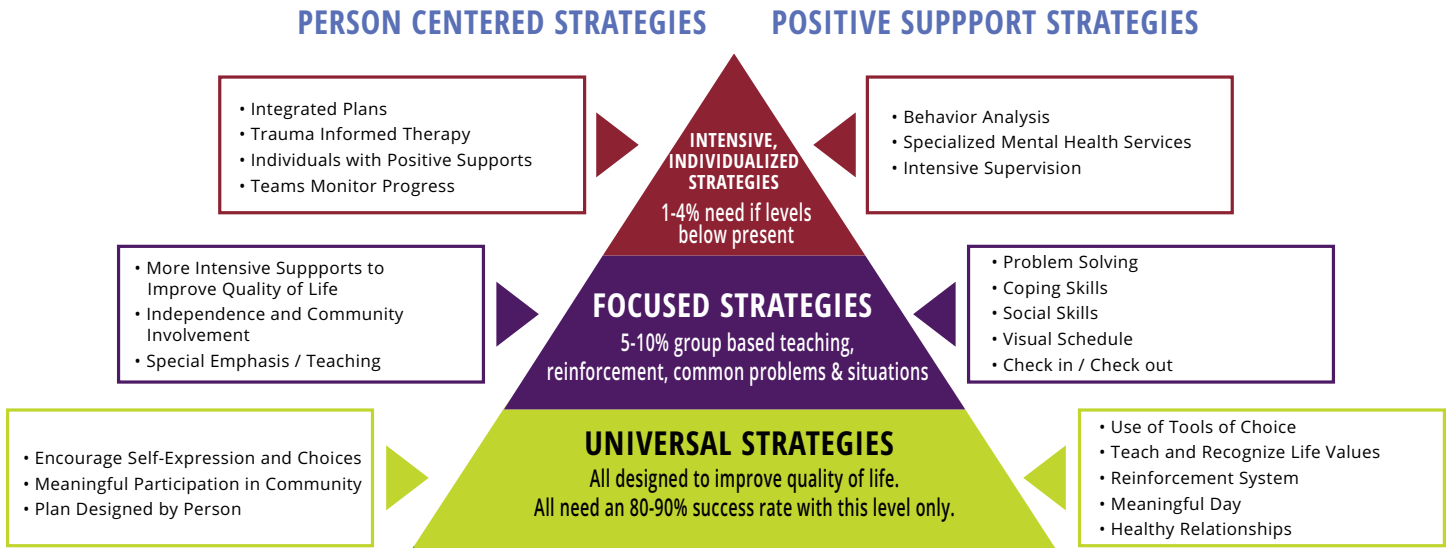 PERSON CENTERED STRATEGIES
POSITIVE SUPPPORT STRATEGIES
• Integrated Plans
• Trauma Informed Therapy
• Individuals with Positive Supports
• Teams Monitor Progress
INTENSIVE,
INDIVIDUALIZED
STRATEGIES
1-4% need if levels
below present
• Behavior Analysis
• Specialized Mental Health Services
• Intensive Supervision
• More Intensive Suppports to
Improve Quality of Life
• Independence and Community
Involvement
• Special Emphasis / Teaching
FOCUSED STRATEGIES
5-10% group based teaching,
reinforcement, common problems & situations
• Problem Solving
• Coping Skills
• Social Skills
• Visual Schedule
• Check in / Check out
• Encourage Self-Expression and Choices
• Meaningful Participation in Community
• Plan Designed by Person
UNIVERSAL STRATEGIES
All designed to improve quality of life.
All need an 80-90% success rate with this level only.
• Use of Tools of Choice
• Teach and Recognize Life Values
• Reinforcement System
• Meaningful Day
• Healthy Relationships